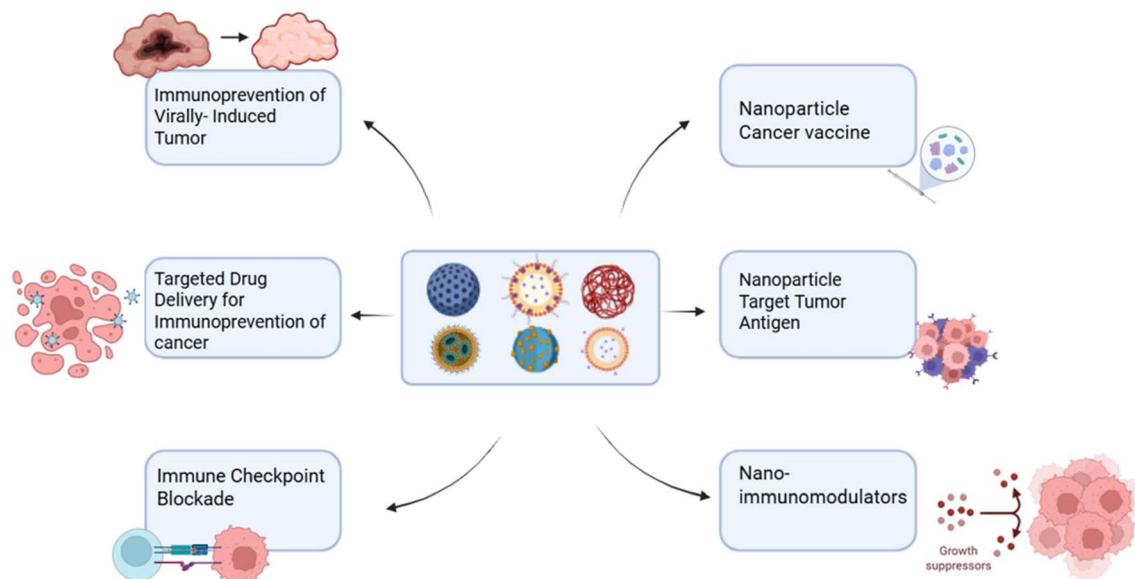 Immunoprevention of
Virally- Induced
Tumor
Nanoparticle
Cancer vaccine
Targeted Drug
Delivery for
Immunoprevention of
cancer
Nanoparticle
Target Tumor
Antigen
Immune Checkpoint
Blockade
Nano-
immunomodulators
Growth
suppressors